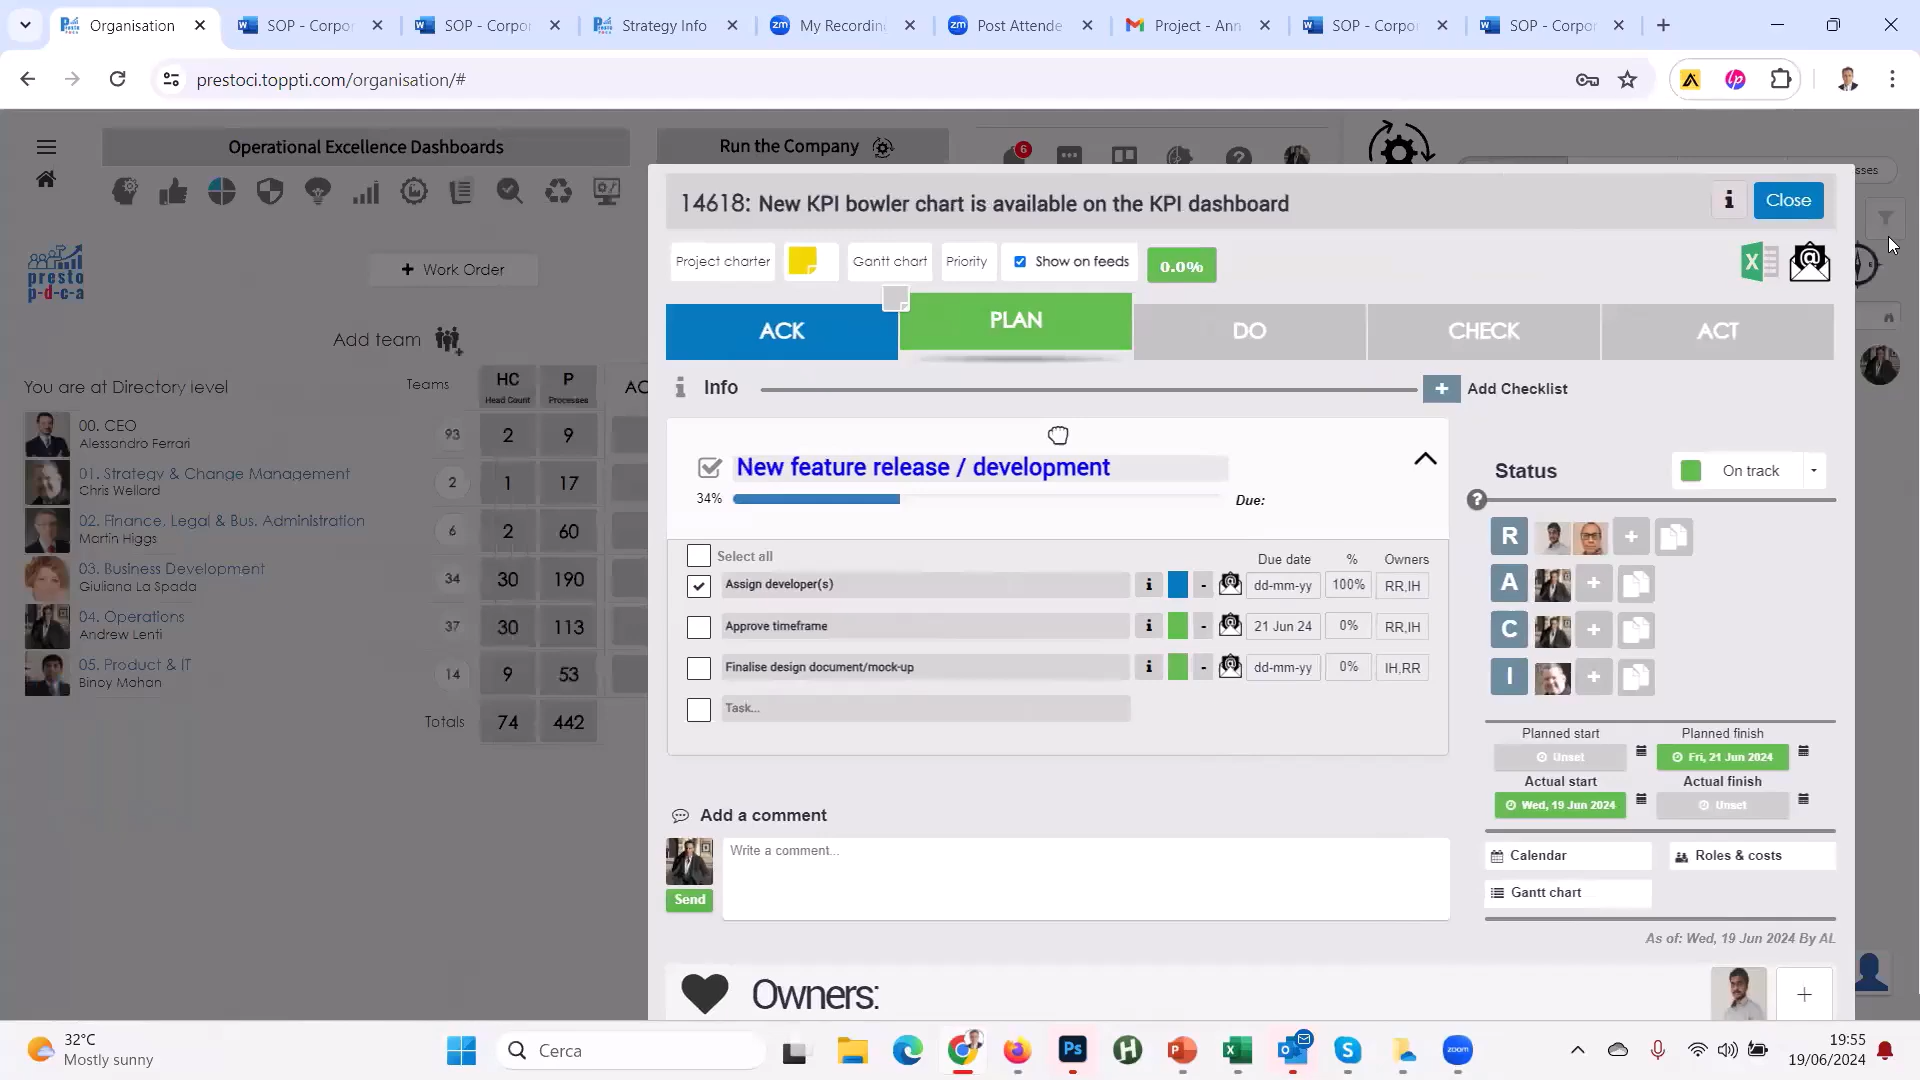 Organisation
SOP - Corpor
SOP - Corpor
Strategy Info
zm
My Recording
zm
Post Attende
Project - Ann
SOP - Corpor
SOP - Corpor
prestoci.toppti.com/organisation/#
Operational Excellence Dashboards
Run the Company
6
sses
14618: New KPI bowler chart is available on the KPI dashboard
Close
Project charter
Gantt chart
Priority
Show on feeds
0.0%
presto
p-d-c-a
+ Work Order
ACK
PLAN
DO
CHECK
ACT
Add team
You are at Directory level
Teams
HC
Head Count
P
Processes
AC
Info
Add Checklist
00. CEO
Alessandro Ferrari
93
2
9
01. Strategy & Change Management
Chris Wellard
2
1
17
02. Finance, Legal & Bus. Administration
Martin Higgs
6
2
60
03. Business Development
Giuliana La Spada
34
30
190
04. Operations
Andrew Lenti
37
30
113
05. Product & IT
Binoy Mohan
14
9
53
Totals
74
442
New feature release / development
34%
Due:
Select all
Due date
%
Owners
Assign developer(s)
dd-mm-yy
100%
RR,IH
Approve timeframe
21 Jun 24
0%
RR,IH
Finalise design document/mock-up
dd-mm-yy
0%
IH,RR
Task...
Status
On track
R
A
C
I
Planned start
Planned finish
Unset
Fri, 21 Jun 2024
Actual start
Actual finish
Wed, 19 Jun 2024
Unset
Calendar
Roles & costs
Gantt chart
As of: Wed, 19 Jun 2024 By AL
Add a comment
Write a comment...
Send
Owners:
32°C
Mostly sunny
Cerca
Ps
zoom
19:55
19/06/2024